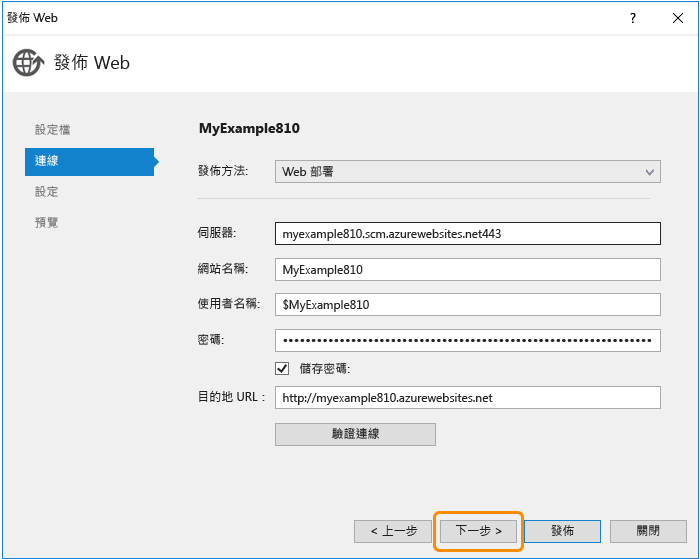 發佈 Web
?
發佈 Web
設定檔
連線
設定
預覽
MyExample810
發佈方法: Web 部署
伺服器: myexample810.scm.azurewebsites.net443
網站名稱: MyExample810
使用者名稱: $MyExample810
密碼: ••••••••••••••••••••••••••••••••••••••••••••••••••••••••••••••••
儲存密碼:
目的地 URL : http://myexample810.azurewebsites.net
驗證連線
< 上一步 下一步 > 發佈 關閉